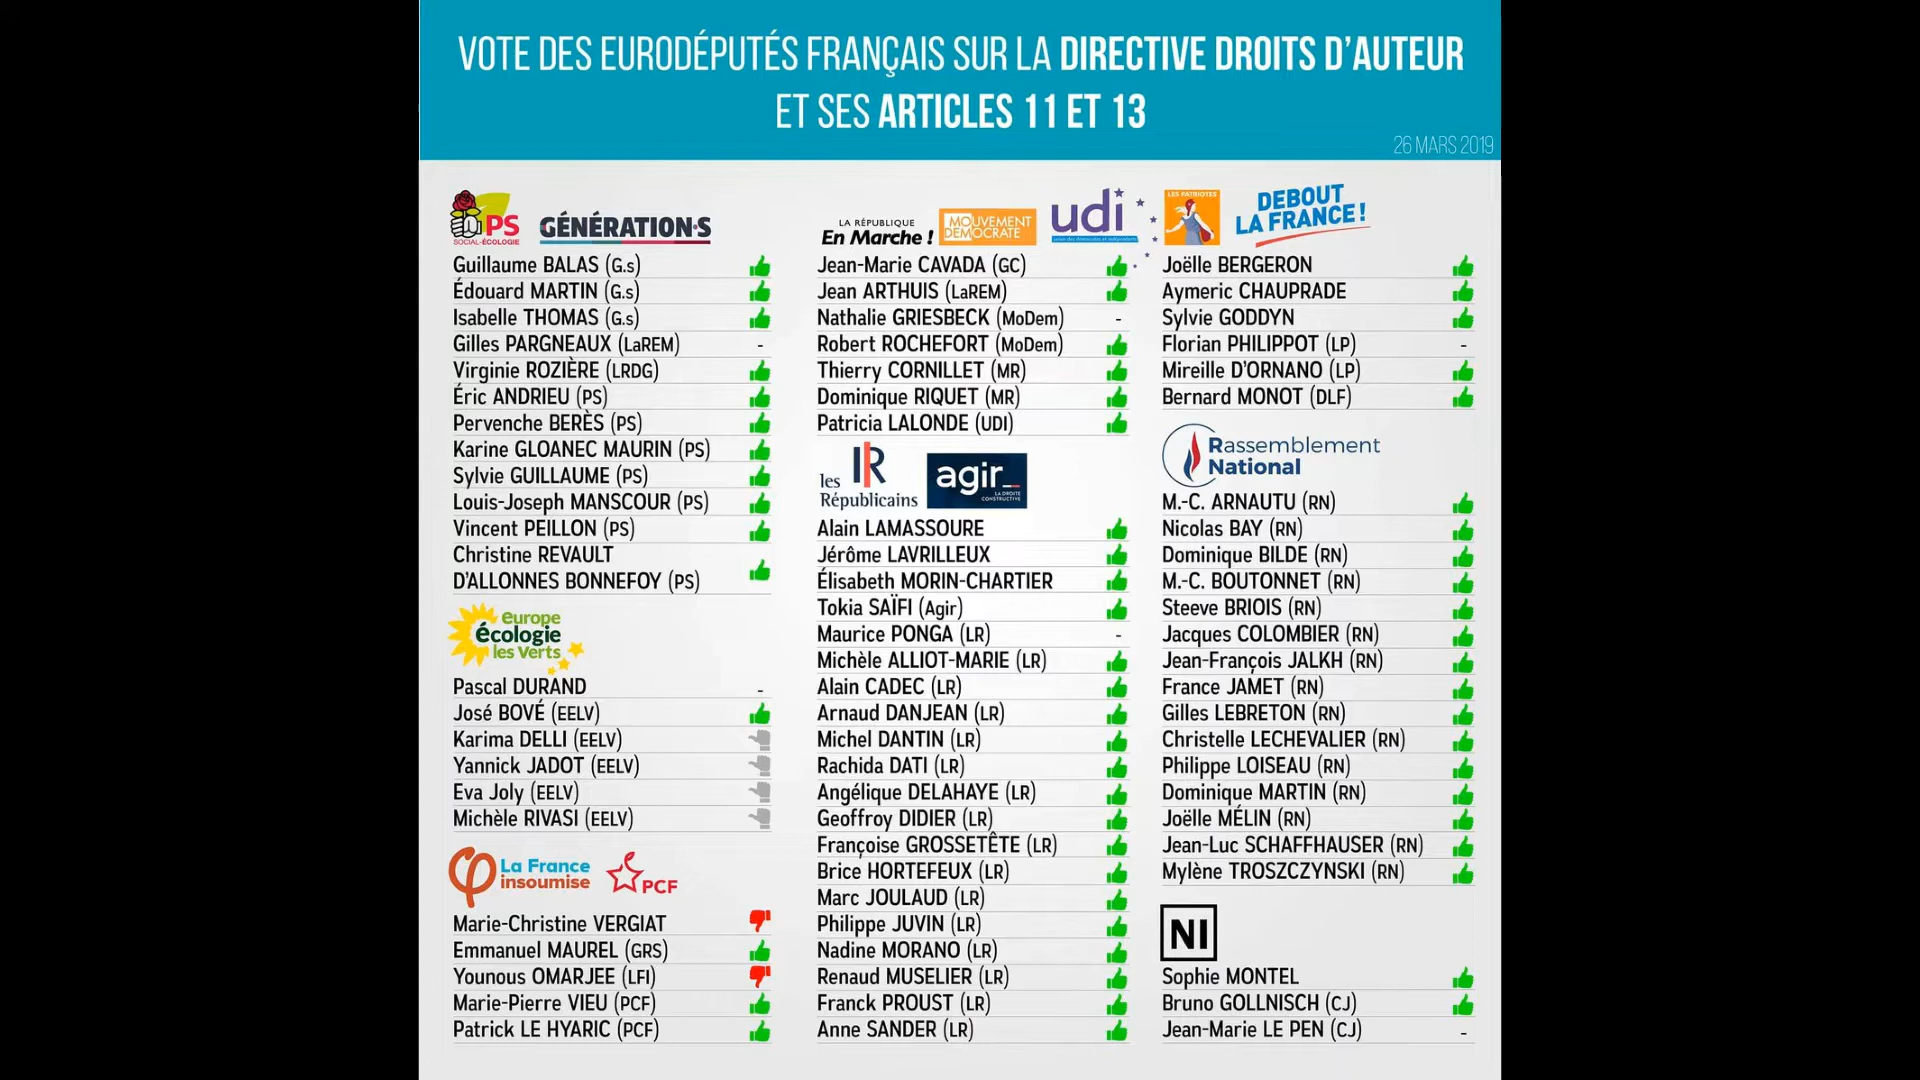 VOTE DES EURODÉPUTÉS FRANÇAIS SUR LA DIRECTIVE DROITS D'AUTEUR
ET SES ARTICLES 11 ET 13
26 MARS 2019
PS
SOCIAL-ÉCOLOGIE
GÉNÉRATION·S
Guillaume BALAS (G.s)
Édouard MARTIN (G.s)
Isabelle THOMAS (G.s)
Gilles PARGNEAUX (LaREM) -
Virginie ROZIÈRE (LRDG)
Éric ANDRIEU (PS)
Pervenche BERÈS (PS)
Karine GLOANEC MAURIN (PS)
Sylvie GUILLAUME (PS)
Louis-Joseph MANSCOUR (PS)
Vincent PEILLON (PS)
Christine REVAULT
D'ALLONNES BONNEFOY (PS)
europe
écologie
les Verts
Pascal DURAND -
José BOVÉ (EELV)
Karima DELLI (EELV)
Yannick JADOT (EELV)
Eva Joly (EELV)
Michèle RIVASI (EELV)
La France
insoumise
PCF
Marie-Christine VERGIAT
Emmanuel MAUREL (GRS)
Younous OMARJEE (LFI)
Marie-Pierre VIEU (PCF)
Patrick LE HYARIC (PCF)
LA RÉPUBLIQUE
En Marche !
MOUVEMENT
DEMOCRATE
udi
union des démocrates et indépendants
Jean-Marie CAVADA (GC)
Jean ARTHUIS (LaREM)
Nathalie GRIESBECK (MoDem) -
Robert ROCHEFORT (MoDem)
Thierry CORNILLET (MR)
Dominique RIQUET (MR)
Patricia LALONDE (UDI)
lR
les
Républicains
agir_
LA DROITE
CONSTRUCTIVE
Alain LAMASSOURE
Jérôme LAVRILLEUX
Élisabeth MORIN-CHARTIER
Tokia SAÏFI (Agir)
Maurice PONGA (LR) -
Michèle ALLIOT-MARIE (LR)
Alain CADEC (LR)
Arnaud DANJEAN (LR)
Michel DANTIN (LR)
Rachida DATI (LR)
Angélique DELAHAYE (LR)
Geoffroy DIDIER (LR)
Françoise GROSSETÊTE (LR)
Brice HORTEFEUX (LR)
Marc JOULAUD (LR)
Philippe JUVIN (LR)
Nadine MORANO (LR)
Renaud MUSELIER (LR)
Franck PROUST (LR)
Anne SANDER (LR)
LES PATRIOTES
DEBOUT
LA FRANCE !
Joëlle BERGERON
Aymeric CHAUPRADE
Sylvie GODDYN
Florian PHILIPPOT (LP) -
Mireille D'ORNANO (LP)
Bernard MONOT (DLF)
Rassemblement
National
M.-C. ARNAUTU (RN)
Nicolas BAY (RN)
Dominique BILDE (RN)
M.-C. BOUTONNET (RN)
Steeve BRIOIS (RN)
Jacques COLOMBIER (RN)
Jean-François JALKH (RN)
France JAMET (RN)
Gilles LEBRETON (RN)
Christelle LECHEVALIER (RN)
Philippe LOISEAU (RN)
Dominique MARTIN (RN)
Joëlle MÉLIN (RN)
Jean-Luc SCHAFFHAUSER (RN)
Mylène TROSZCZYNSKI (RN)
NI
Sophie MONTEL
Bruno GOLLNISCH (CJ)
Jean-Marie LE PEN (CJ) -